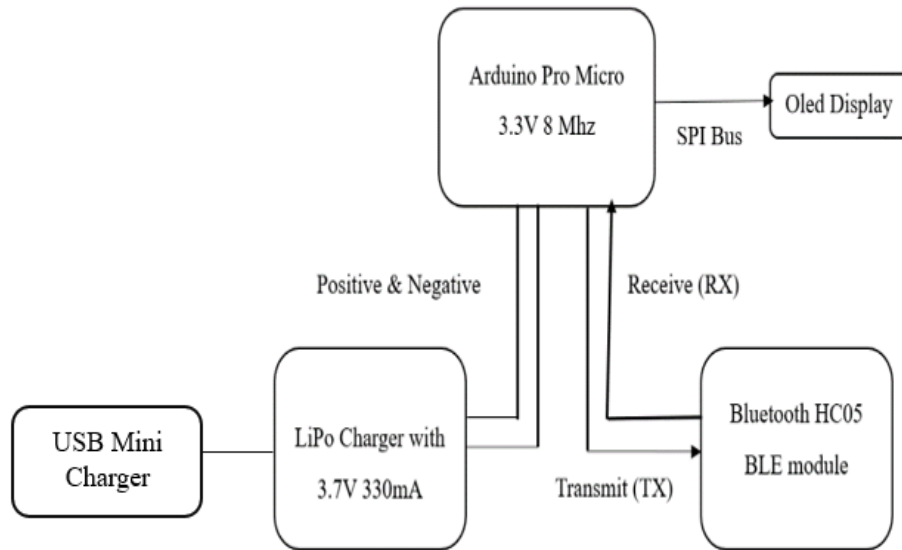 Arduino Pro Micro
3.3V 8 Mhz
Oled Display
SPI Bus
Positive & Negative
Receive (RX)
USB Mini
Charger
LiPo Charger with
3.7V 330mA
Bluetooth HC05
BLE module
Transmit (TX)